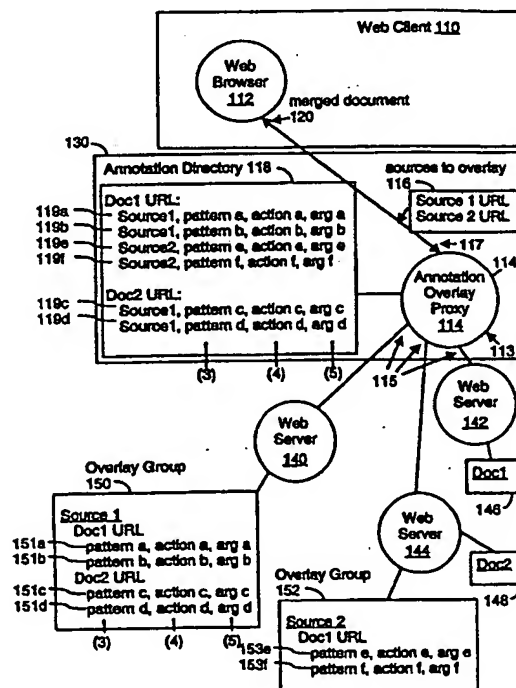 Web Client 110
Web
Browser
112
merged document
120
130
Annotation Directory 118
sources to overlay
116
Doc1 URL:
119a Source1, pattern a, action a, arg a
119b Source1, pattern b, action b, arg b
119e Source2, pattern e, action e, arg e
119f Source2, pattern f, action f, arg f
Source 1 URL
Source 2 URL
117
Doc2 URL:
119c Source1, pattern c, action c, arg c
119d Source1, pattern d, action d, arg d
Annotation
Overlay
Proxy
114
114
113
(3) (4) (5)
115
Web
Server
142
Web
Server
140
Doc1
146
Overlay Group
150
Source 1
Doc1 URL
151a pattern a, action a, arg a
151b pattern b, action b, arg b
Doc2 URL
151c pattern c, action c, arg c
151d pattern d, action d, arg d
(3) (4) (5)
Web
Server
144
Doc2
148
Overlay Group
152
Source 2
Doc1 URL
153e pattern e, action e, arg e
153f pattern f, action f, arg f